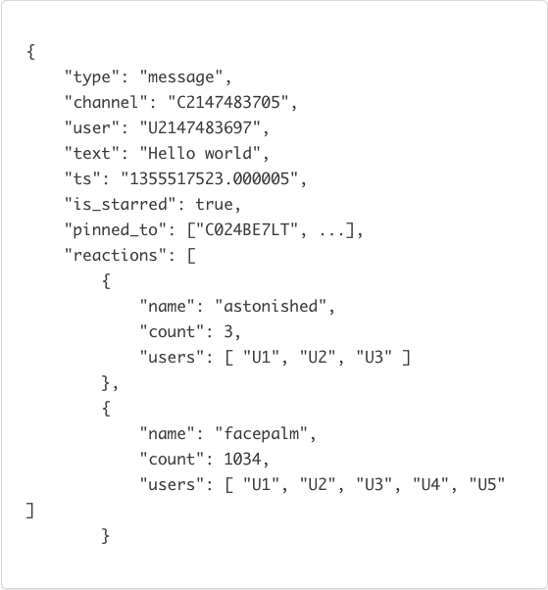 {
    "type": "message",
    "channel": "C2147483705",
    "user": "U2147483697",
    "text": "Hello world",
    "ts": "1355517523.000005",
    "is_starred": true,
    "pinned_to": ["C024BE7LT", ...],
    "reactions": [
        {
            "name": "astonished",
            "count": 3,
            "users": [ "U1", "U2", "U3" ]
        },
        {
            "name": "facepalm",
            "count": 1034,
            "users": [ "U1", "U2", "U3", "U4", "U5"
]
        }